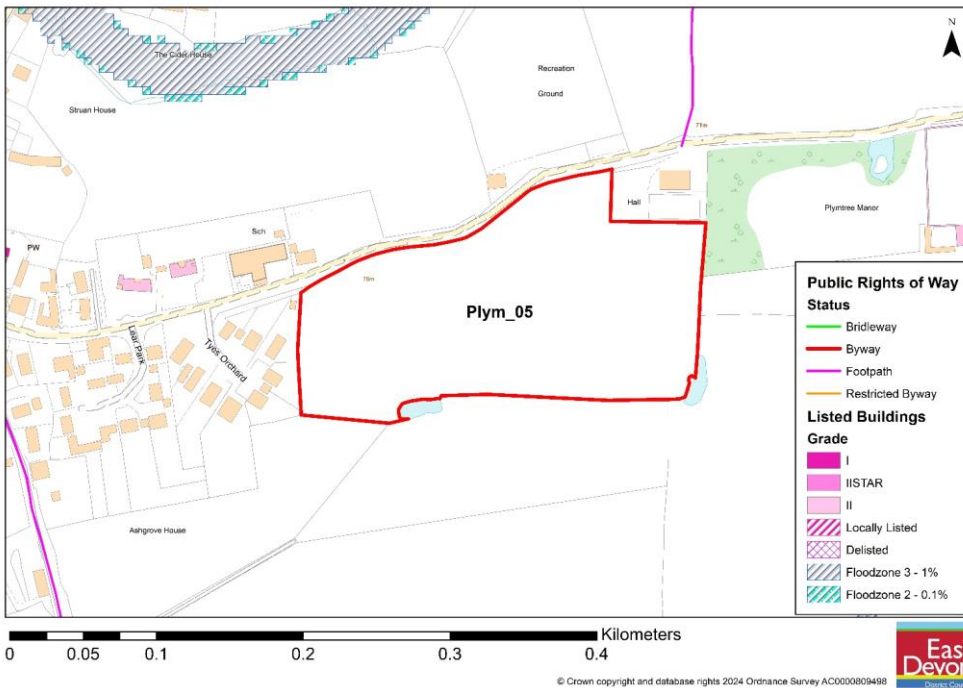 The Cider House
N
Recreation
Ground
Struan House
71m
Hall
Plymtree Manor
Sch
PW
76m
Plym_05
Lear Park
Tyes Orchard
Ashgrove House
Public Rights of Way
Status
Bridleway
Byway
Footpath
Restricted Byway
Listed Buildings
Grade
I
IISTAR
II
Locally Listed
Delisted
Floodzone 3 - 1%
Floodzone 2 - 0.1%
Kilometers
0 0.05 0.1 0.2 0.3 0.4
East
Devon
District Coun
© Crown copyright and database rights 2024 Ordnance Survey AC0000809498